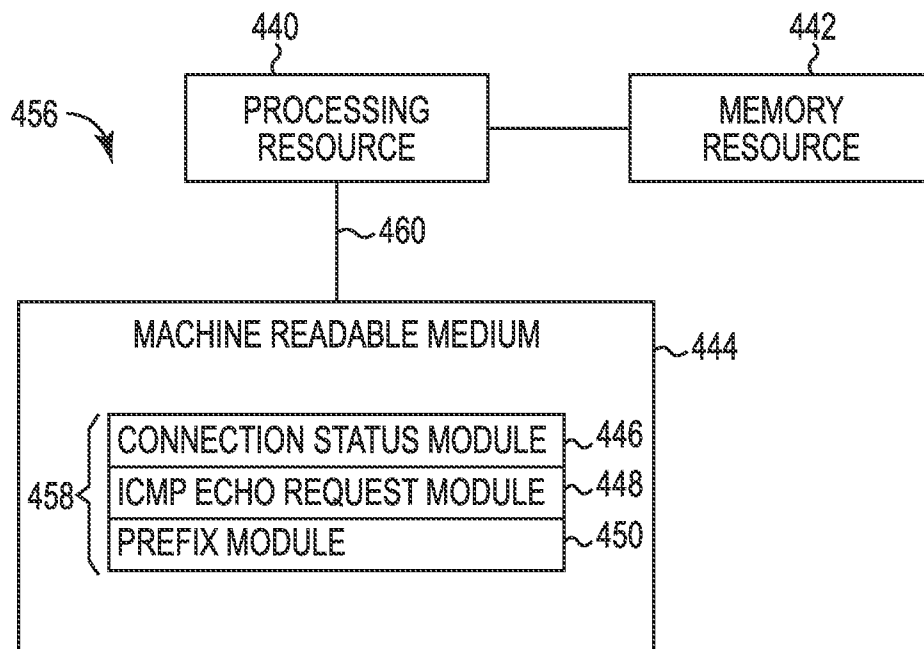 440
442
456
PROCESSING
RESOURCE
MEMORY
RESOURCE
460
MACHINE READABLE MEDIUM
444
458
CONNECTION STATUS MODULE
446
ICMP ECHO REQUEST MODULE
448
PREFIX MODULE
450